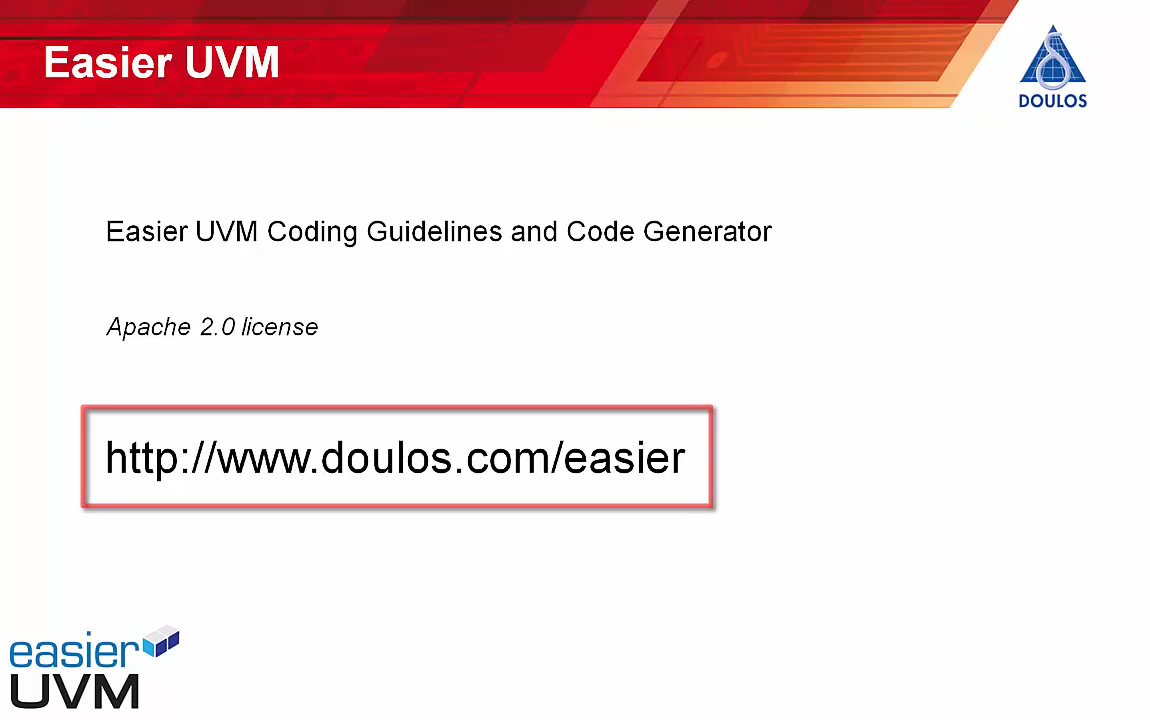 Easier UVM
DOULOS
Easier UVM Coding Guidelines and Code Generator
Apache 2.0 license
http://www.doulos.com/easier
easier
UVM